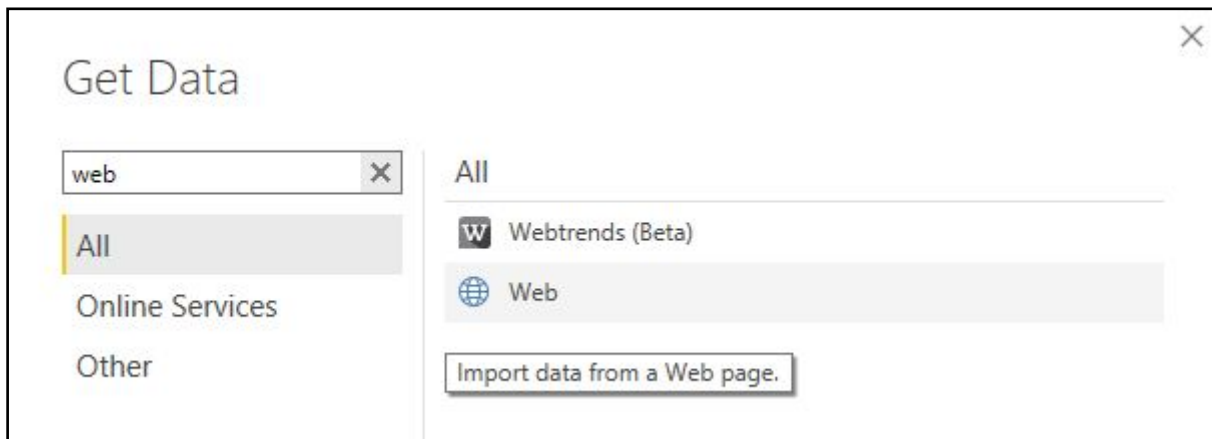 Get Data
web
All
Online Services
Other
All
W Webtrends (Beta)
Web
Import data from a Web page.